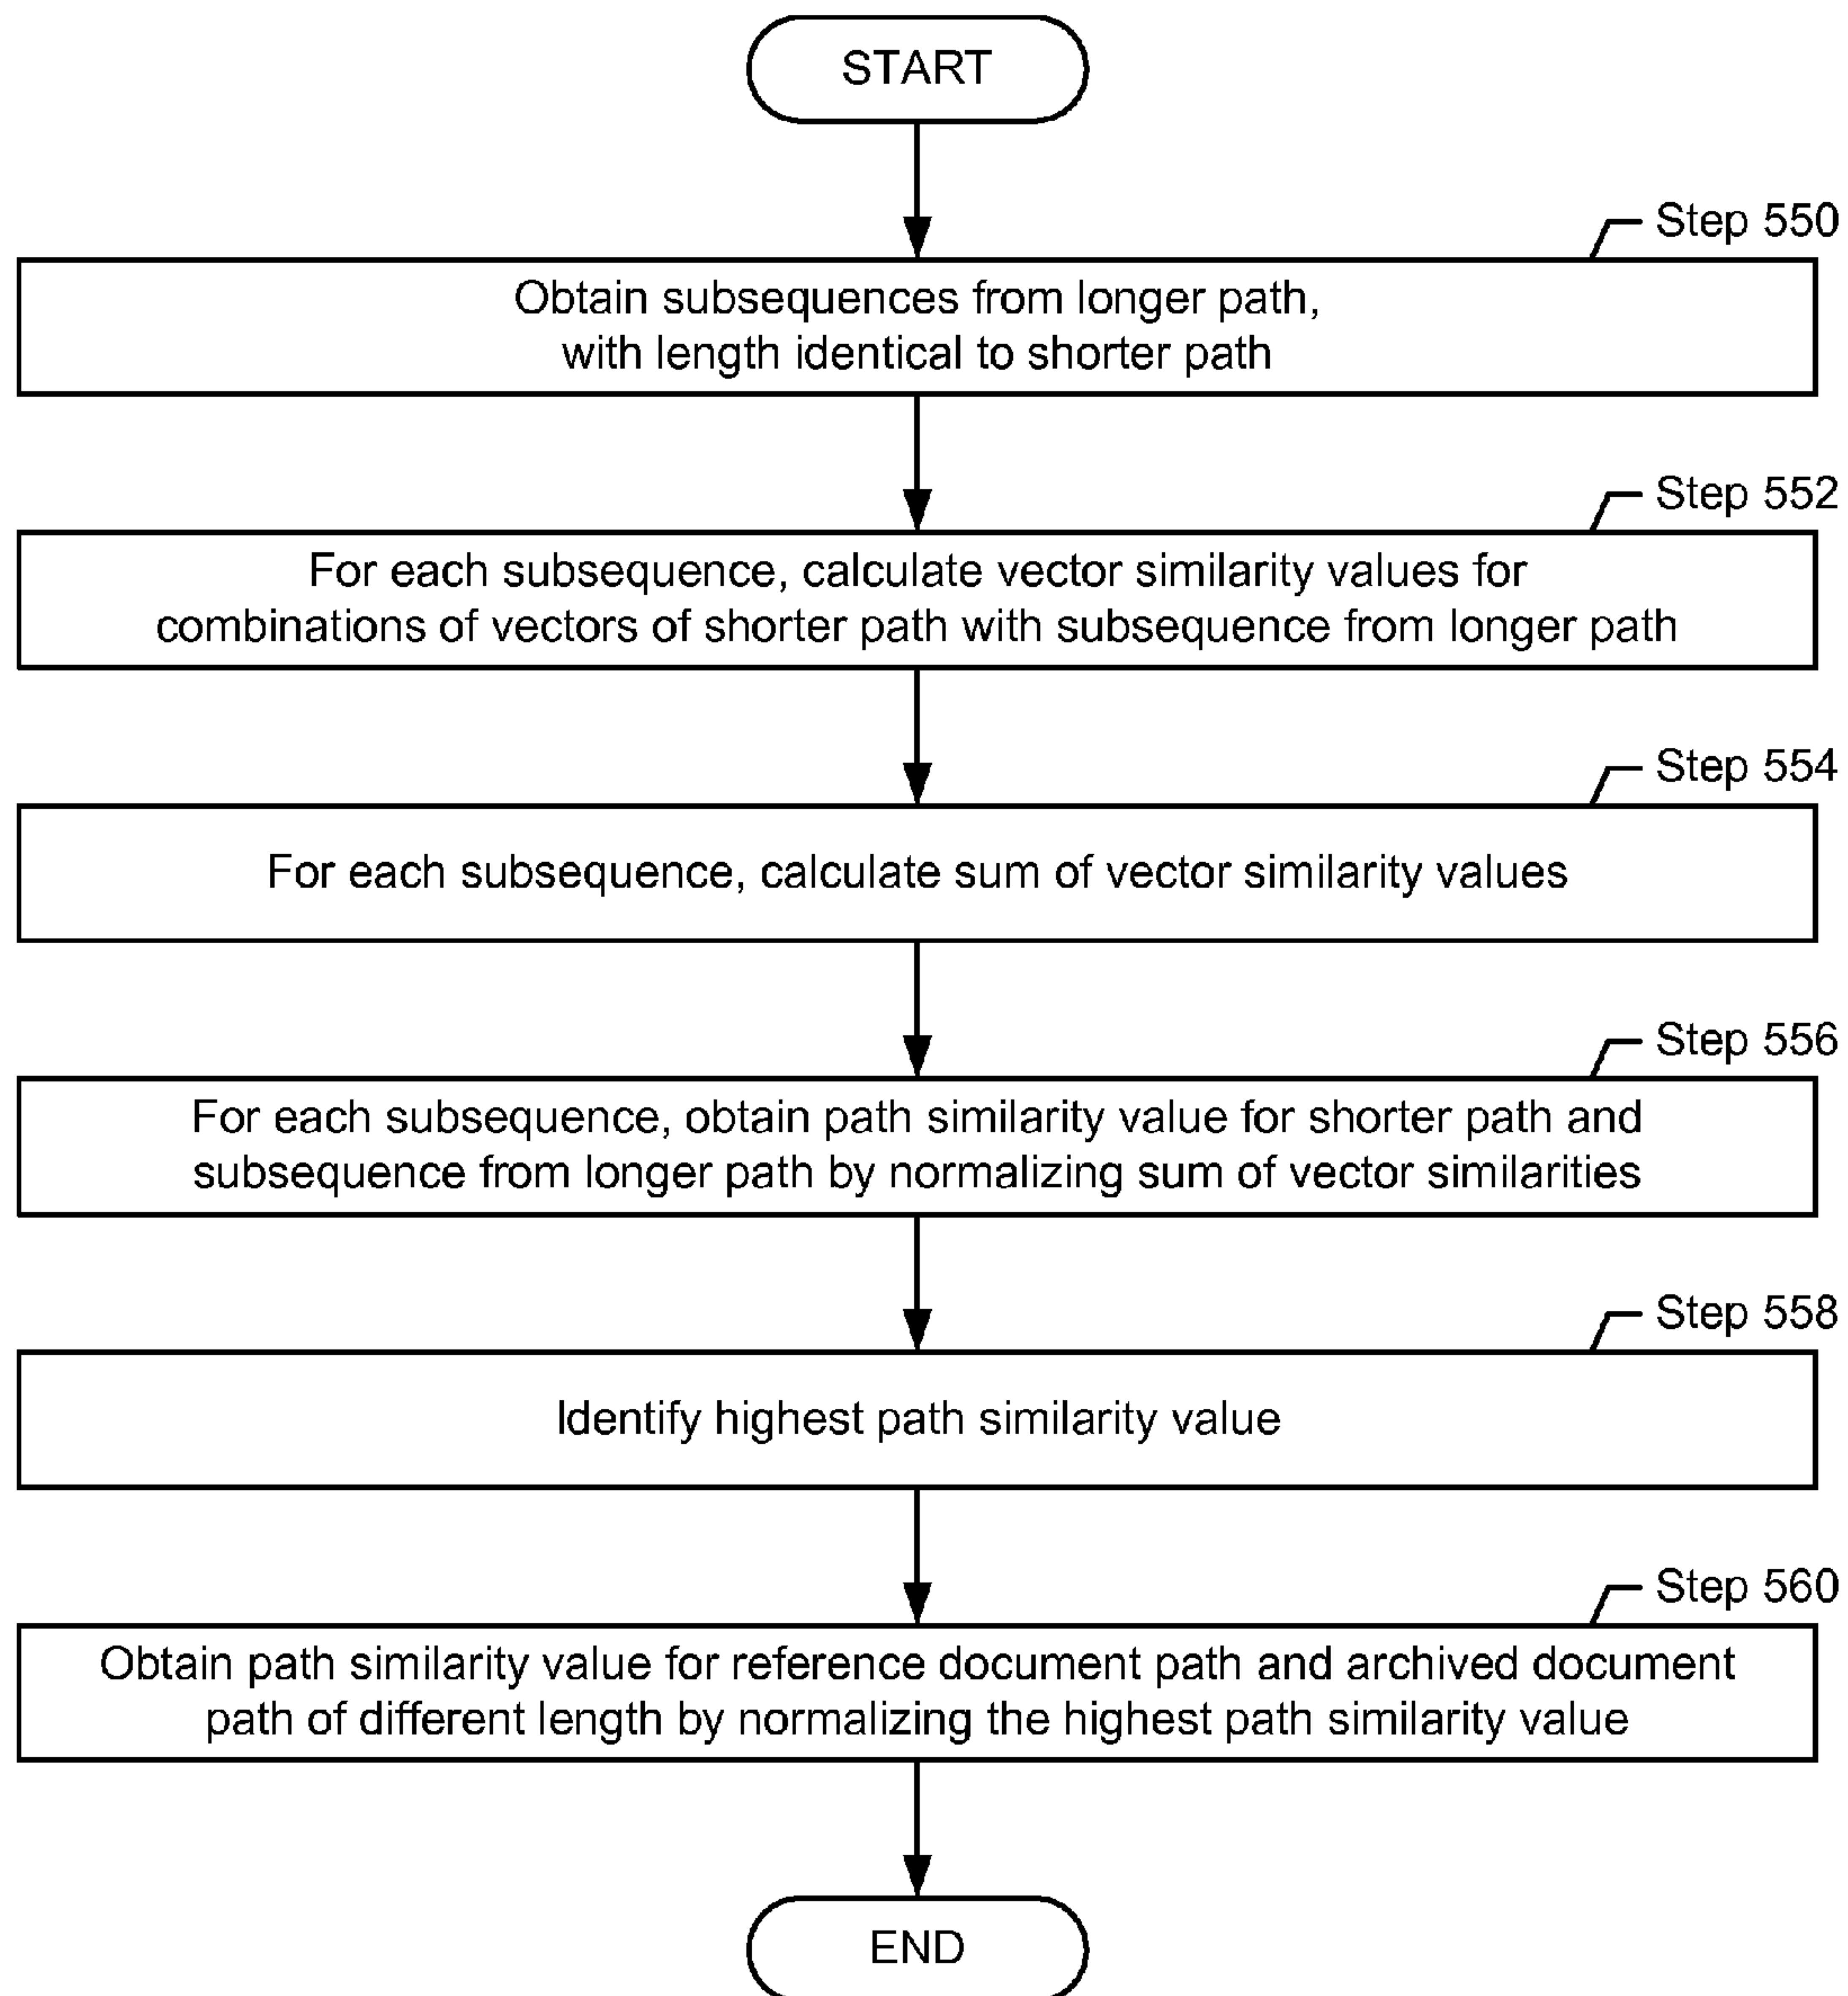 START
Step 550
Obtain subsequences from longer path,
with length identical to shorter path
Step 552
For each subsequence, calculate vector similarity values for
combinations of vectors of shorter path with subsequence from longer path
Step 554
For each subsequence, calculate sum of vector similarity values
Step 556
For each subsequence, obtain path similarity value for shorter path and
subsequence from longer path by normalizing sum of vector similarities
Step 558
Identify highest path similarity value
Step 560
Obtain path similarity value for reference document path and archived document
path of different length by normalizing the highest path similarity value
END